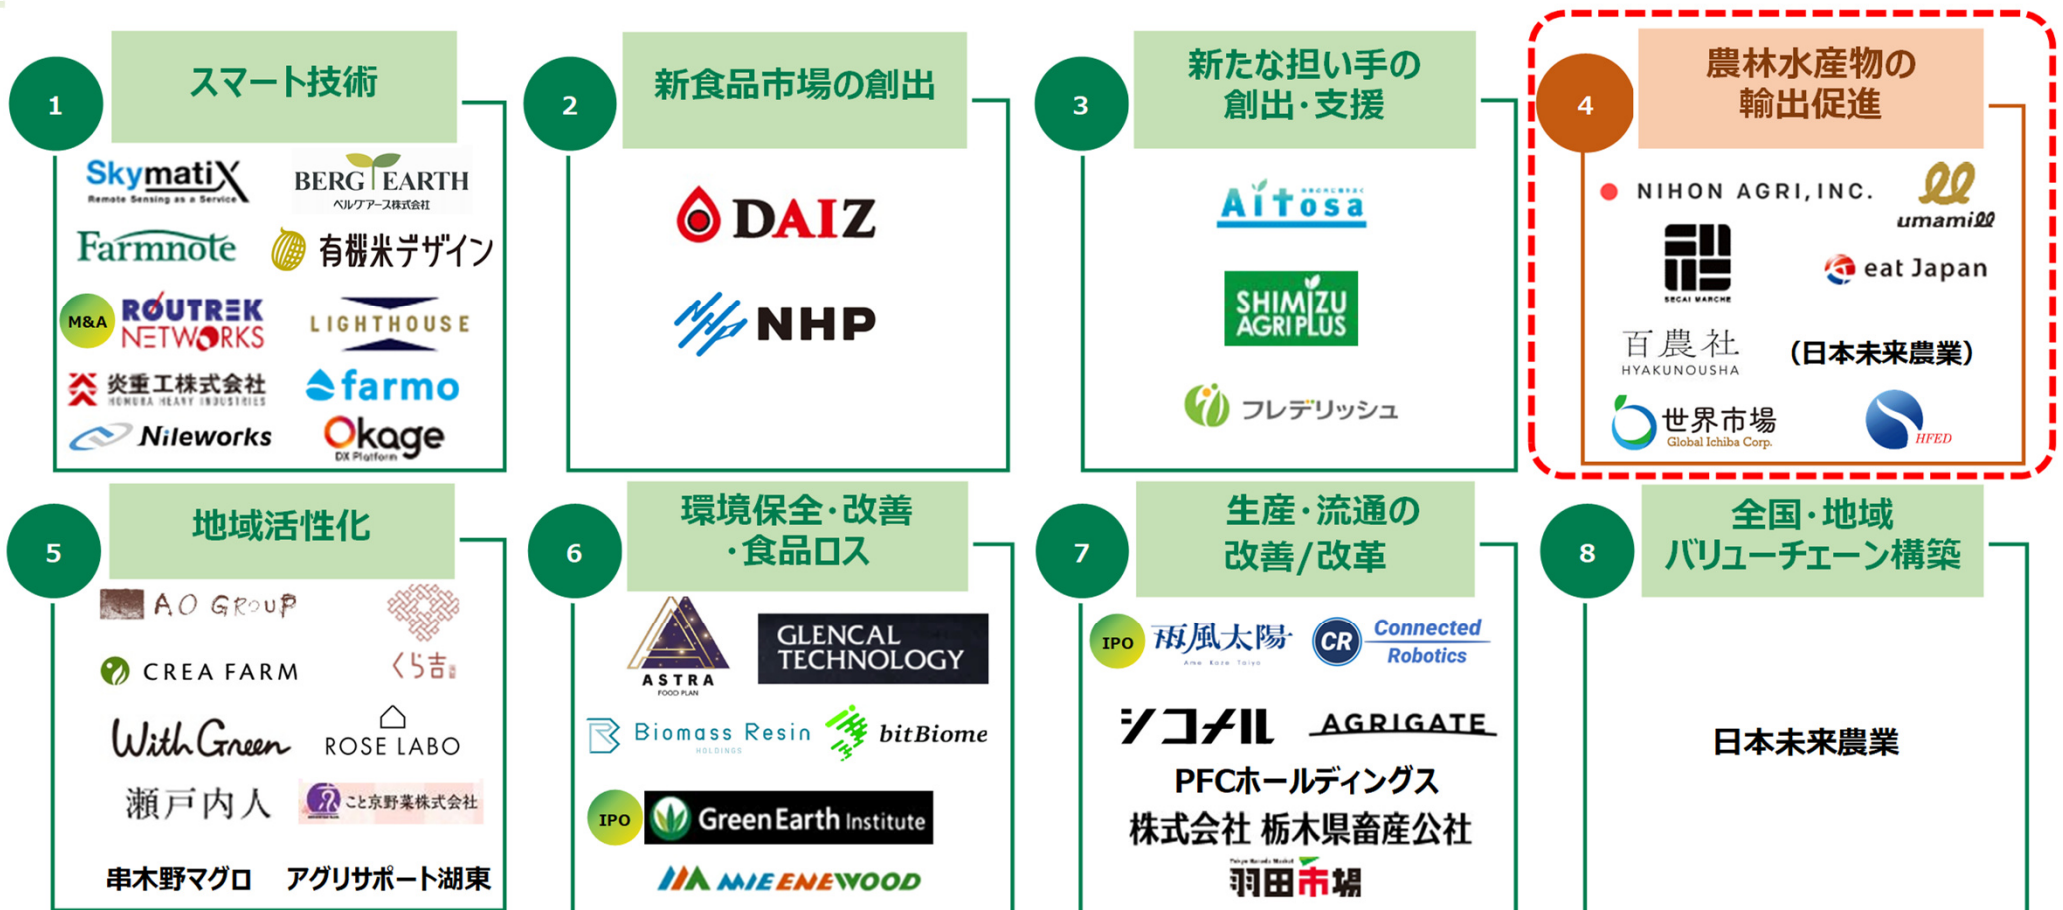 1
スマート技術
SkymatiX
Remote Sensing as a Service
BERG EARTH
ベルグアース株式会社
Farmnote
有機米デザイン
M&A
ROUTREK
NETWORKS
LIGHTHOUSE
炎重工株式会社
HOMURA HEAVY INDUSTRIES
farmo
Nileworks
Okage
DX Platform
2
新食品市場の創出
DAIZ
NHP
NHP
3
新たな担い手の
創出・支援
AiTosa
SHIMIZU
AGRIPLUS
フレデリッシュ
4
農林水産物の
輸出促進
NIHON AGRI,INC.
umamill
SECAI MARCHE
eat Japan
百農社
HYAKUNOUSHA
(日本未来農業)
世界市場
Global Ichiba Corp.
HFED
5
地域活性化
AO GROUP
くら吉
CREA FARM
With Green
ROSE LABO
瀬戸内人
京
こと京野菜株式会社
串木野マグロ
アグリサポート湖東
6
環境保全・改善
・食品ロス
ASTRA
FOOD PLAN
GLENCAL
TECHNOLOGY
Biomass Resin
HOLDINGS
bitBiome
IPO
Green Earth Institute
MIE ENEWOOD
7
生産・流通の
改善/改革
IPO
雨風太陽
Ame Kaze Taiyo
CR
Connected
Robotics
シコメル
AGRIGATE
PFCホールディングス
株式会社 栃木県畜産公社
Tokyo Haneda Market
羽田市場
8
全国・地域
バリューチェーン構築
日本未来農業